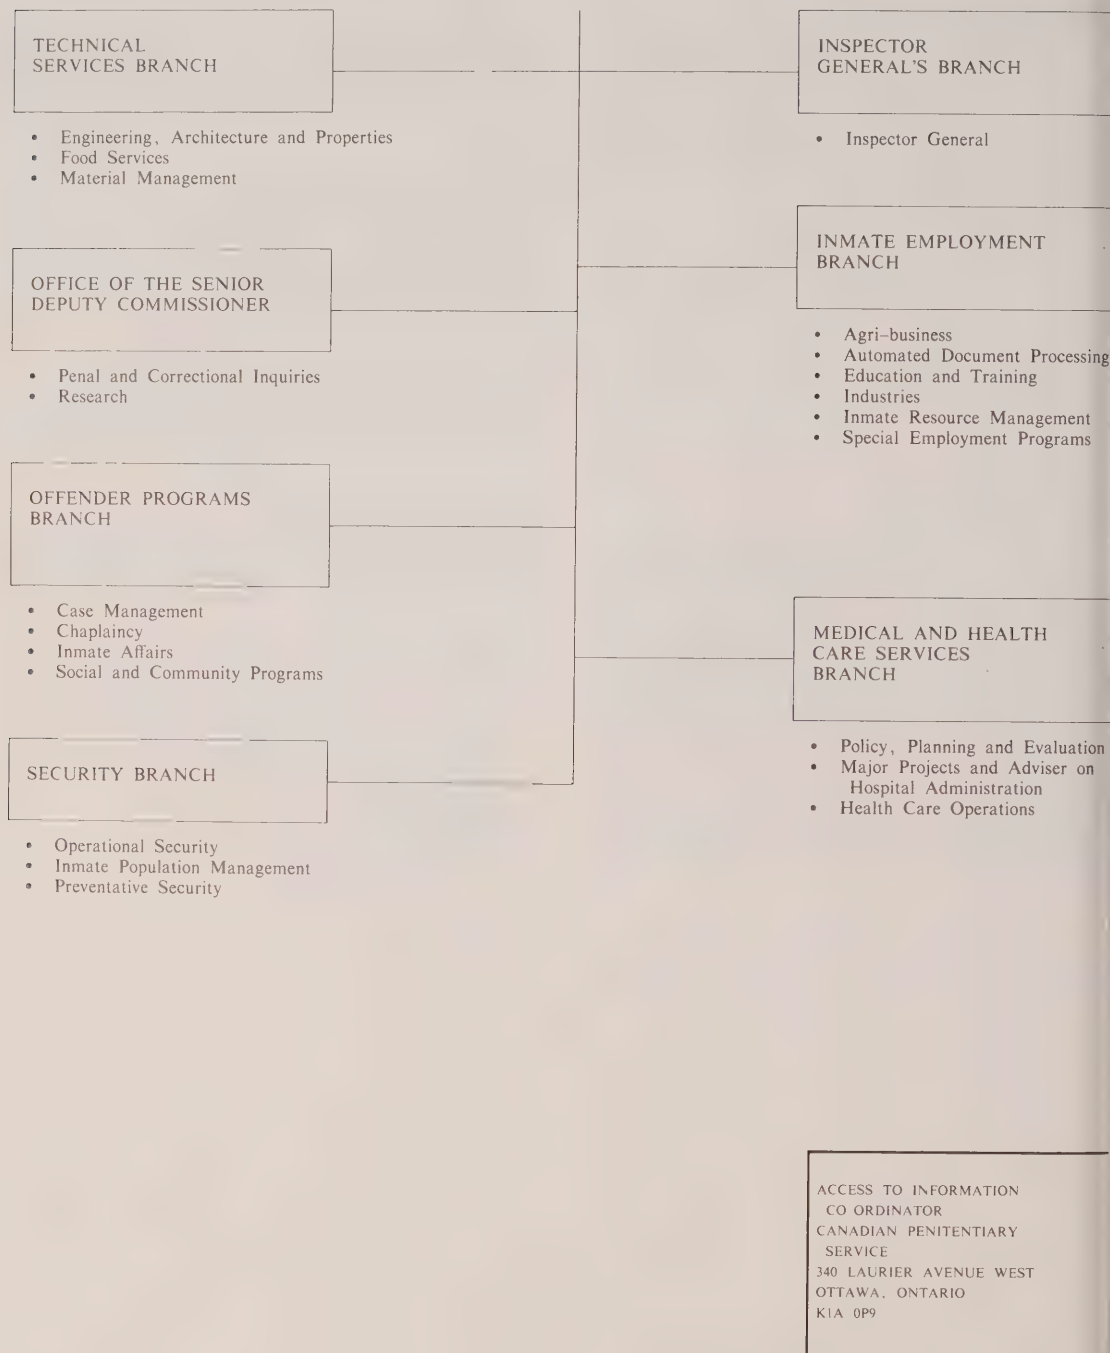 TECHNICAL
SERVICES BRANCH
• Engineering, Architecture and Properties
• Food Services
• Material Management
OFFICE OF THE SENIOR
DEPUTY COMMISSIONER
• Penal and Correctional Inquiries
• Research
OFFENDER PROGRAMS
BRANCH
• Case Management
• Chaplaincy
• Inmate Affairs
• Social and Community Programs
SECURITY BRANCH
• Operational Security
• Inmate Population Management
• Preventative Security
INSPECTOR
GENERAL'S BRANCH
• Inspector General
INMATE EMPLOYMENT
BRANCH
• Agri-business
• Automated Document Processing
• Education and Training
• Industries
• Inmate Resource Management
• Special Employment Programs
MEDICAL AND HEALTH
CARE SERVICES
BRANCH
• Policy, Planning and Evaluation
• Major Projects and Adviser on
Hospital Administration
• Health Care Operations
ACCESS TO INFORMATION
CO ORDINATOR
CANADIAN PENITENTIARY
SERVICE
340 LAURIER AVENUE WEST
OTTAWA, ONTARIO
K1A 0P9